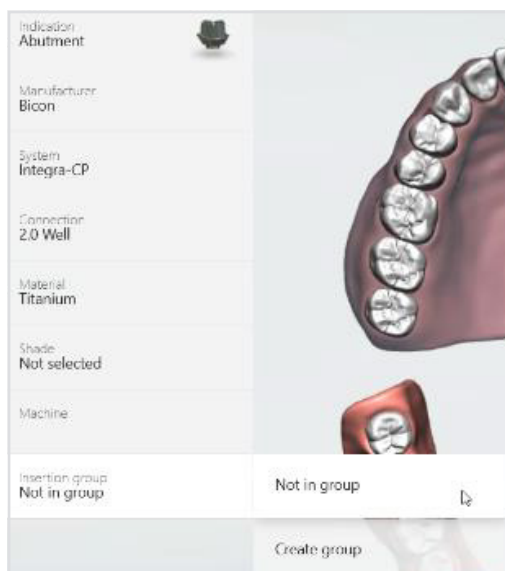 Indication
Abutment
Manufacturer
Bicon
System
Integra-CP
Connection
2.0 Well
Material
Titanium
Shade
Not selected
Machine
Insertion group
Not in group
Not in group
Create group